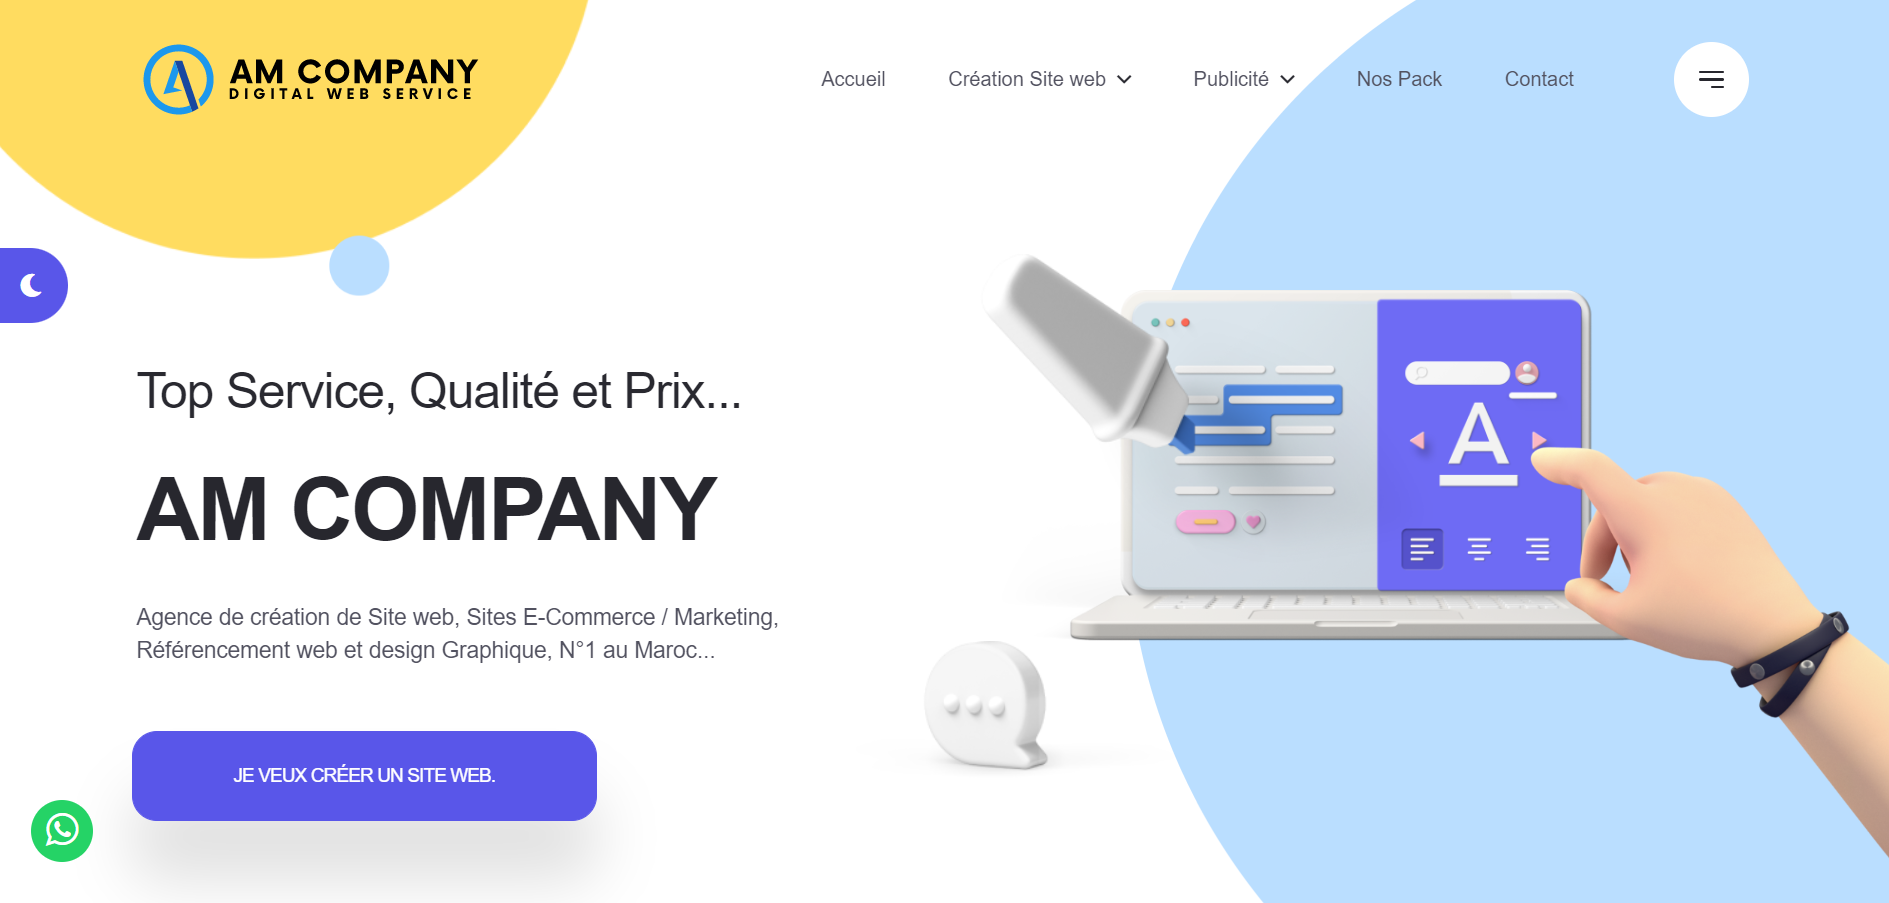 AM COMPANY
DIGITAL WEB SERVICE
Accueil
Création Site web
Publicité
Nos Pack
Contact
Top Service, Qualité et Prix...
AM COMPANY
Agence de création de Site web, Sites E-Commerce / Marketing,
Référencement web et design Graphique, N°1 au Maroc...
JE VEUX CRÉER UN SITE WEB.
A